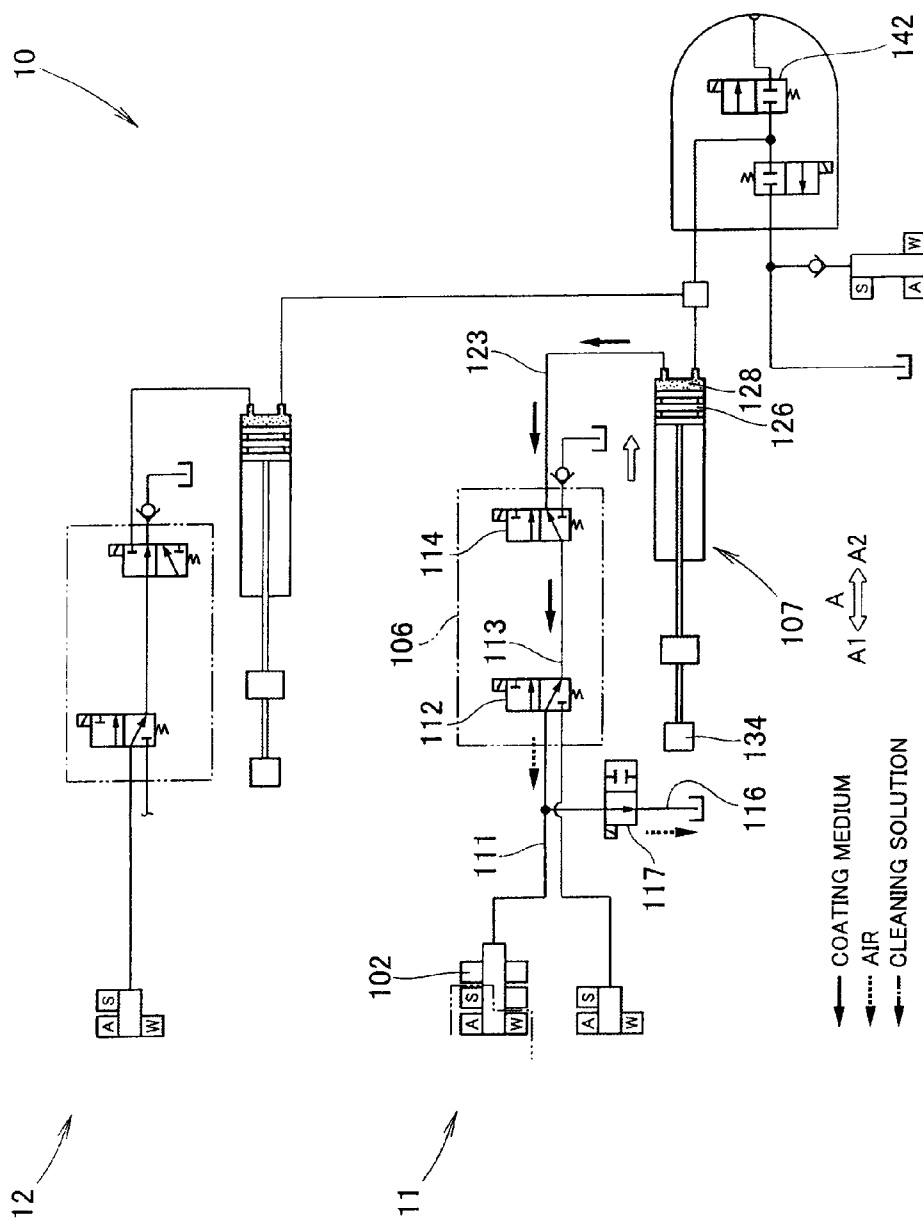 12
10
A
S
W
102
11
106
112
114
A
S
111
113
123
W
A
S
W
117
116
134
128
126
107
A
A1
A2
COATING MEDIUM
AIR
CLEANING SOLUTION
S
A
W
142